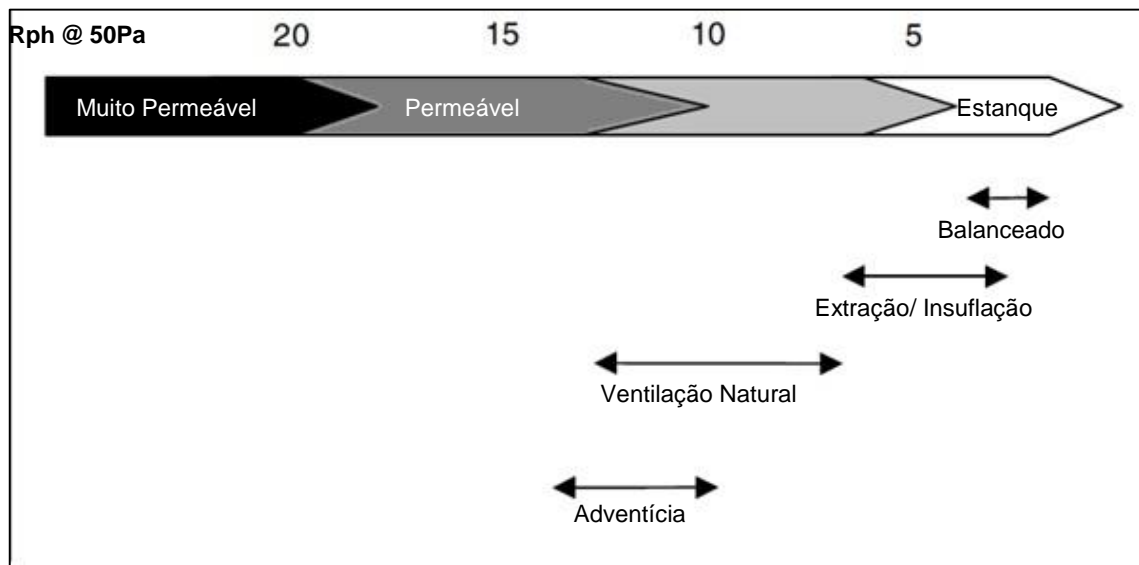 Rph @ 50Pa 20 15 10 5
Muito Permeável Permeável Estanque
Balanceado
Extração/ Insuflação
Ventilação Natural
Adventícia